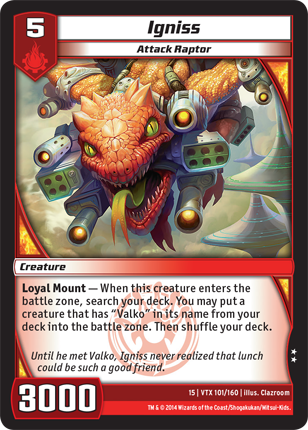 5
Igniss
Attack Raptor
Creature
Loyal Mount — When this creature enters the
battle zone, search your deck. You may put a
creature that has “Valko” in its name from your
deck into the battle zone. Then shuffle your deck.
Until he met Valko, Igniss never realized that lunch
could be such a good friend.
3000
15 | VTX 101/160 | illus. Clazroom
TM & © 2014 Wizards of the Coast/Shogakukan/Mitsui-Kids.